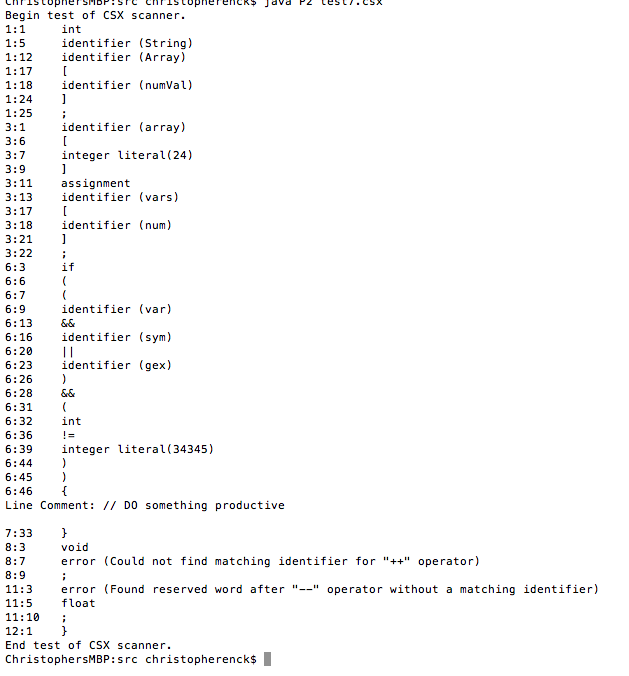 ChristophersMBP:src christopherenck$ java P2 test7.csx
Begin test of CSX scanner.
1:1 int
1:5 identifier (String)
1:12 identifier (Array)
1:17 [
1:18 identifier (numVal)
1:24 ]
1:25 ;
3:1 identifier (array)
3:6 [
3:7 integer literal(24)
3:9 ]
3:11 assignment
3:13 identifier (vars)
3:17 [
3:18 identifier (num)
3:21 ]
3:22 ;
6:3 if
6:6 (
6:7 (
6:9 identifier (var)
6:13 &&
6:16 identifier (sym)
6:20 ||
6:23 identifier (gex)
6:26 )
6:28 &&
6:31 (
6:32 int
6:36 !=
6:39 integer literal(34345)
6:44 )
6:45 )
6:46 {
Line Comment: // DO something productive
7:33 }
8:3 void
8:7 error (Could not find matching identifier for "++" operator)
8:9 ;
11:3 error (Found reserved word after "--" operator without a matching identifier)
11:5 float
11:10 ;
12:1 }
End test of CSX scanner.
ChristophersMBP:src christopherenck$